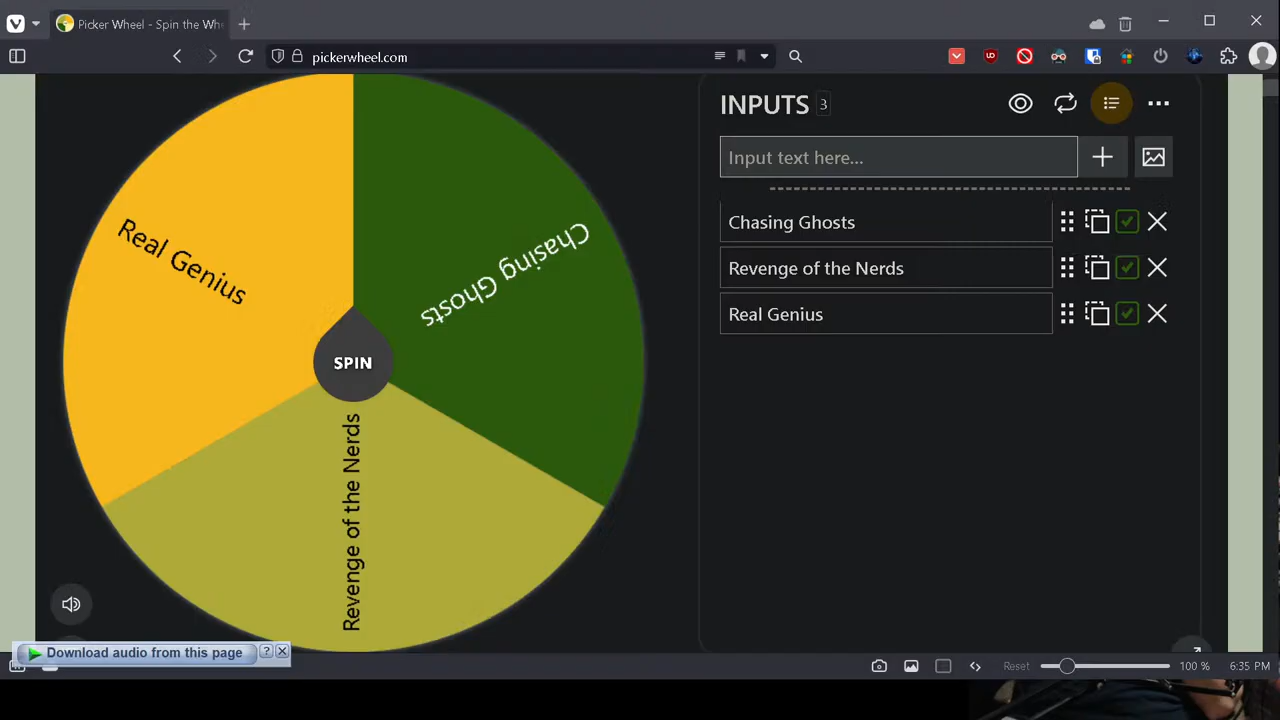 Picker Wheel - Spin the Wh
pickerwheel.com
INPUTS 3
Input text here...
Chasing Ghosts
Revenge of the Nerds
Real Genius
Real Genius
Chasing Ghosts
SPIN
Revenge of the Nerds
Download audio from this page
?
Reset
100 %
6:35 PM